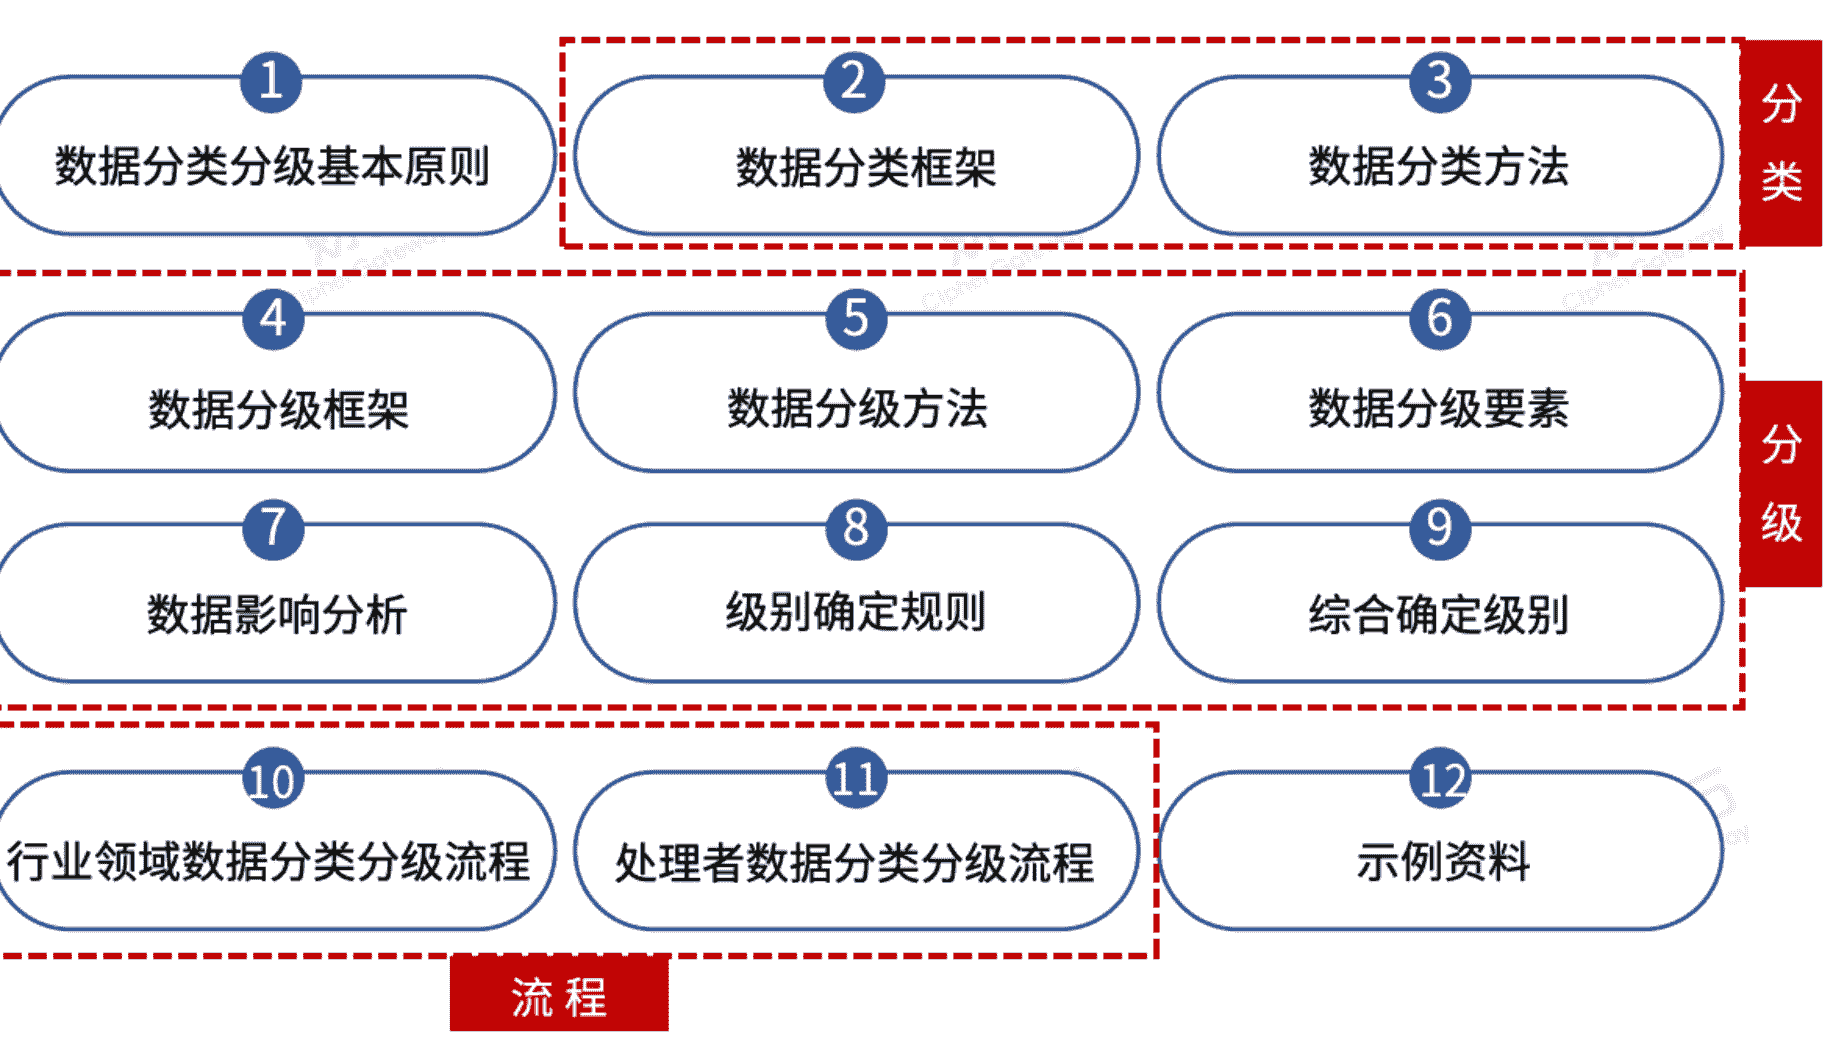 1
数据分类分级基本原则
2
数据分类框架
3
数据分类方法
分类
4
数据分级框架
5
数据分级方法
6
数据分级要素
分级
7
数据影响分析
8
级别确定规则
9
综合确定级别
10
行业领域数据分类分级流程
11
处理者数据分类分级流程
12
示例资料
流程